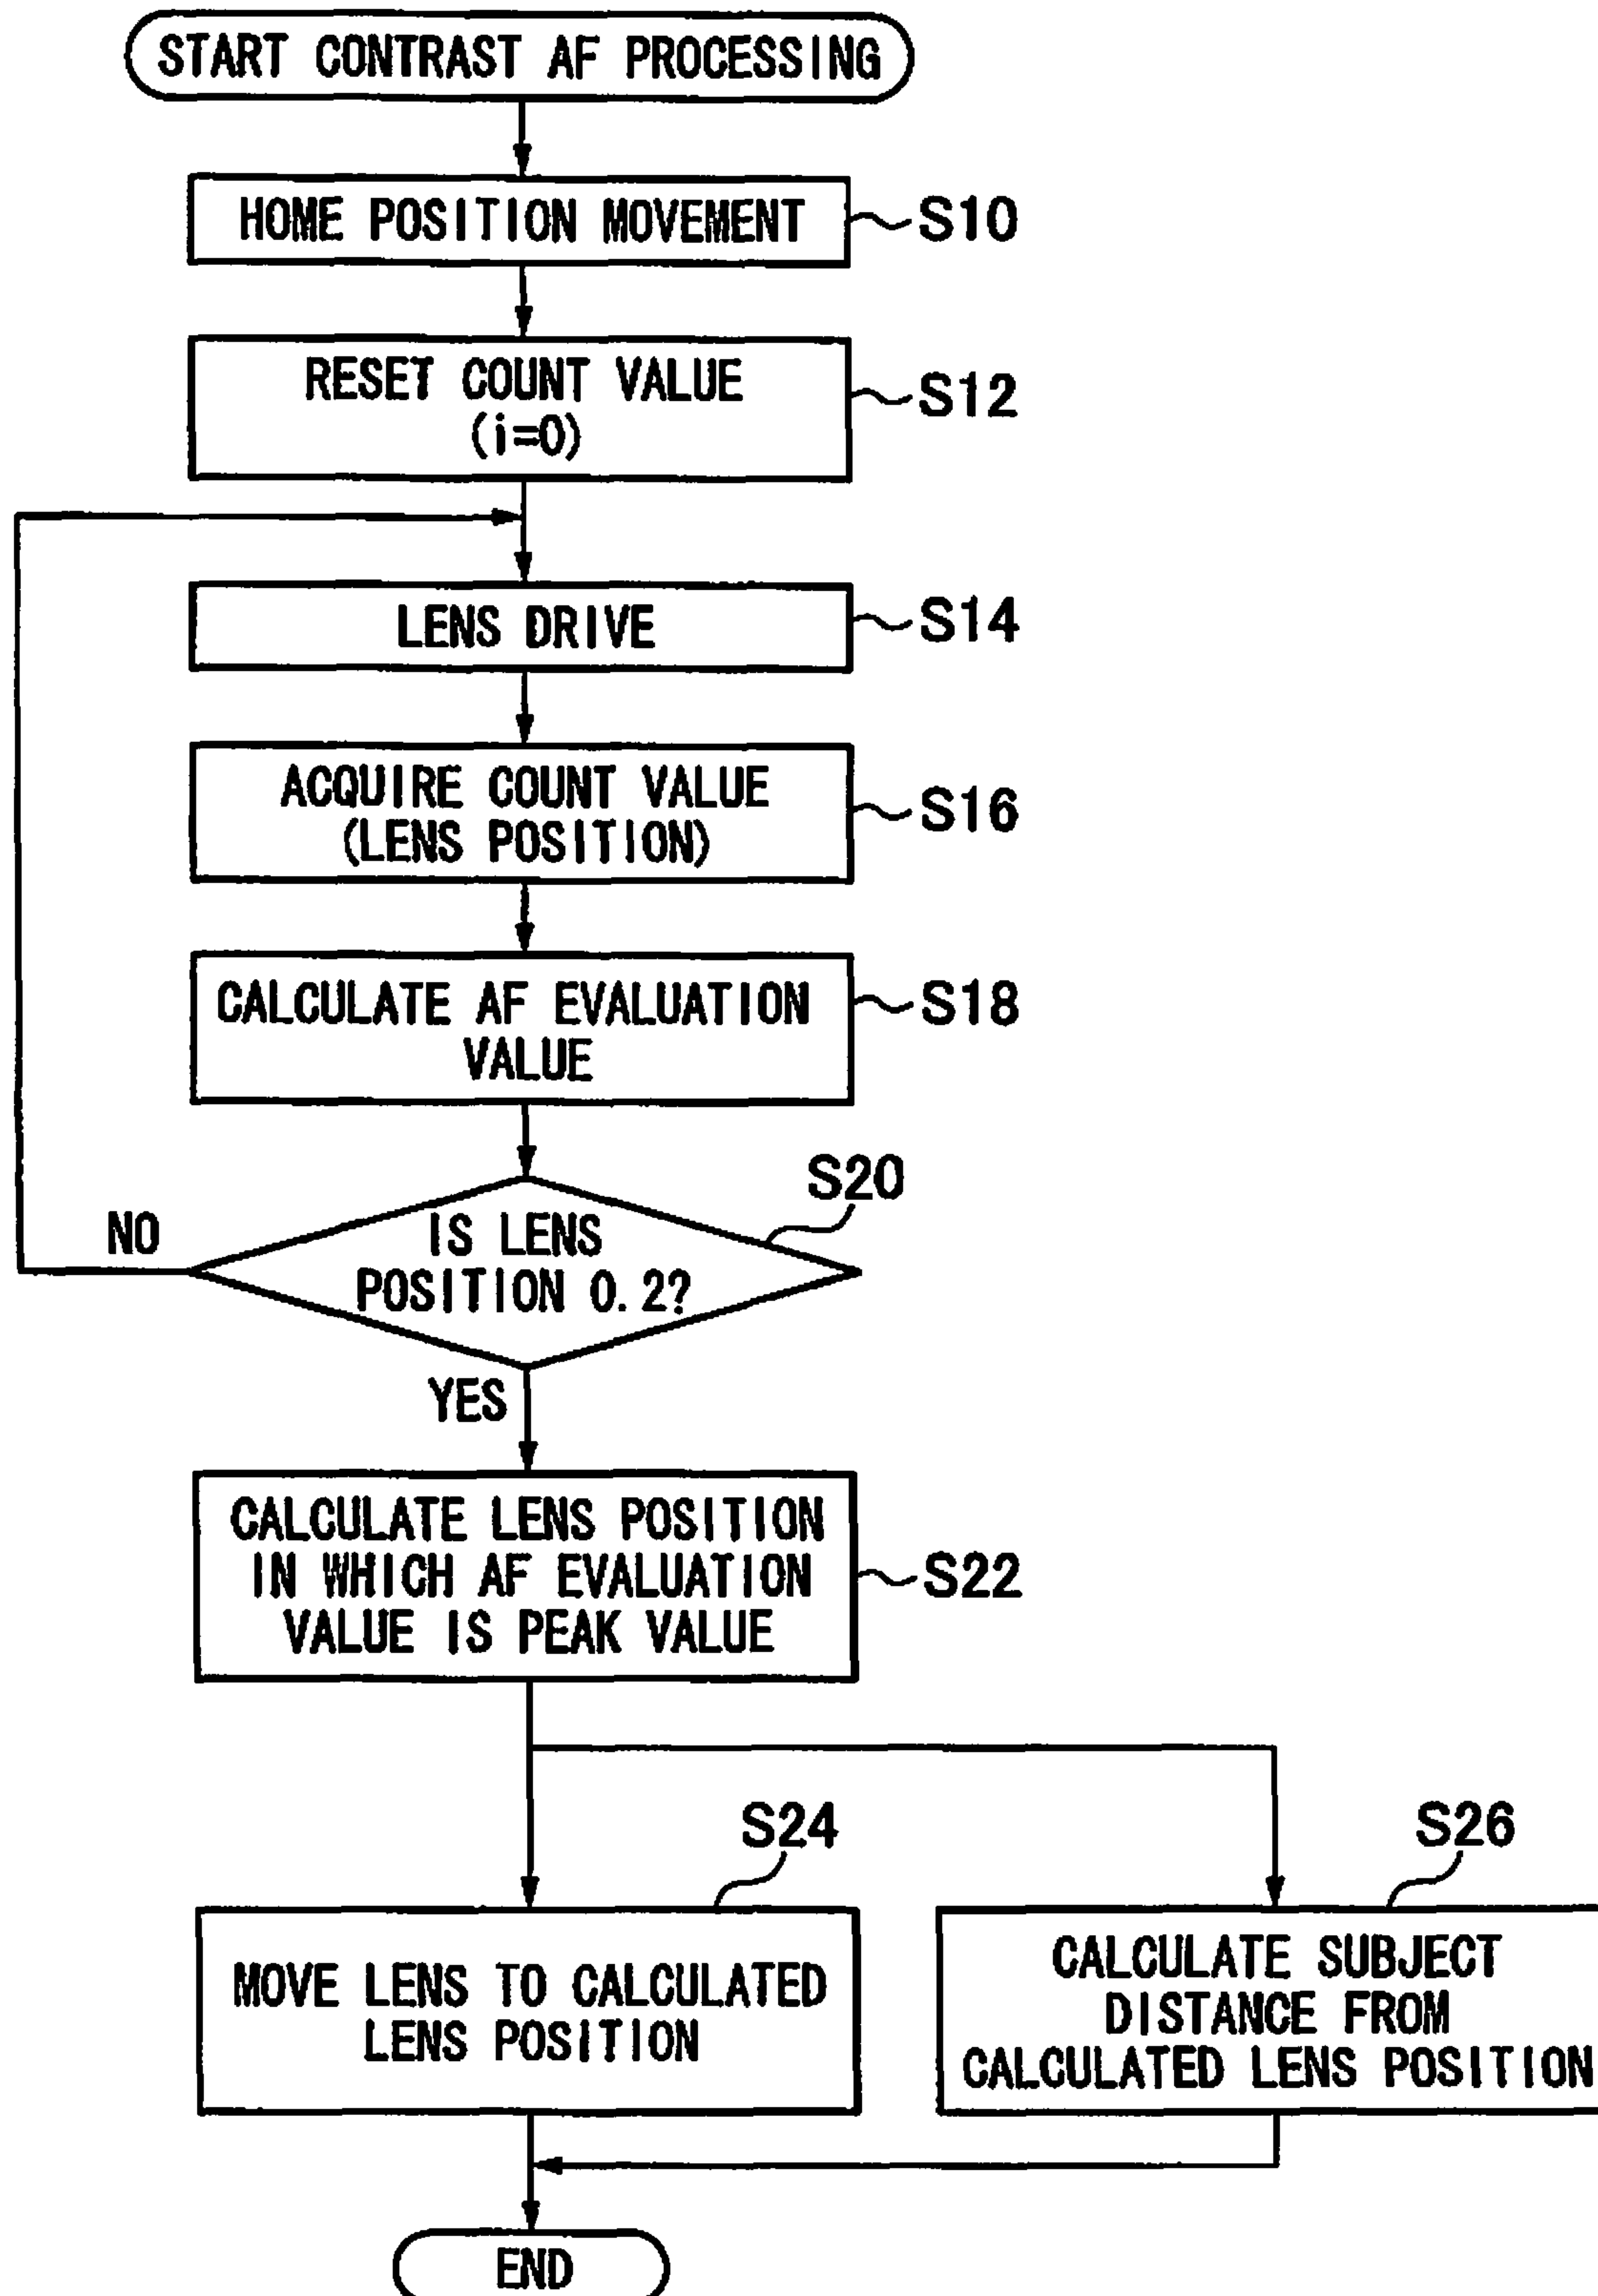 START CONTRAST AF PROCESSING
HOME POSITION MOVEMENT
S10
RESET COUNT VALUE
(i=0)
S12
LENS DRIVE
S14
ACQUIRE COUNT VALUE
(LENS POSITION)
S16
CALCULATE AF EVALUATION
VALUE
S18
S20
NO
IS LENS
POSITION 0.2?
YES
CALCULATE LENS POSITION
IN WHICH AF EVALUATION
VALUE IS PEAK VALUE
S22
S24
MOVE LENS TO CALCULATED
LENS POSITION
S26
CALCULATE SUBJECT
DISTANCE FROM
CALCULATED LENS POSITION
END